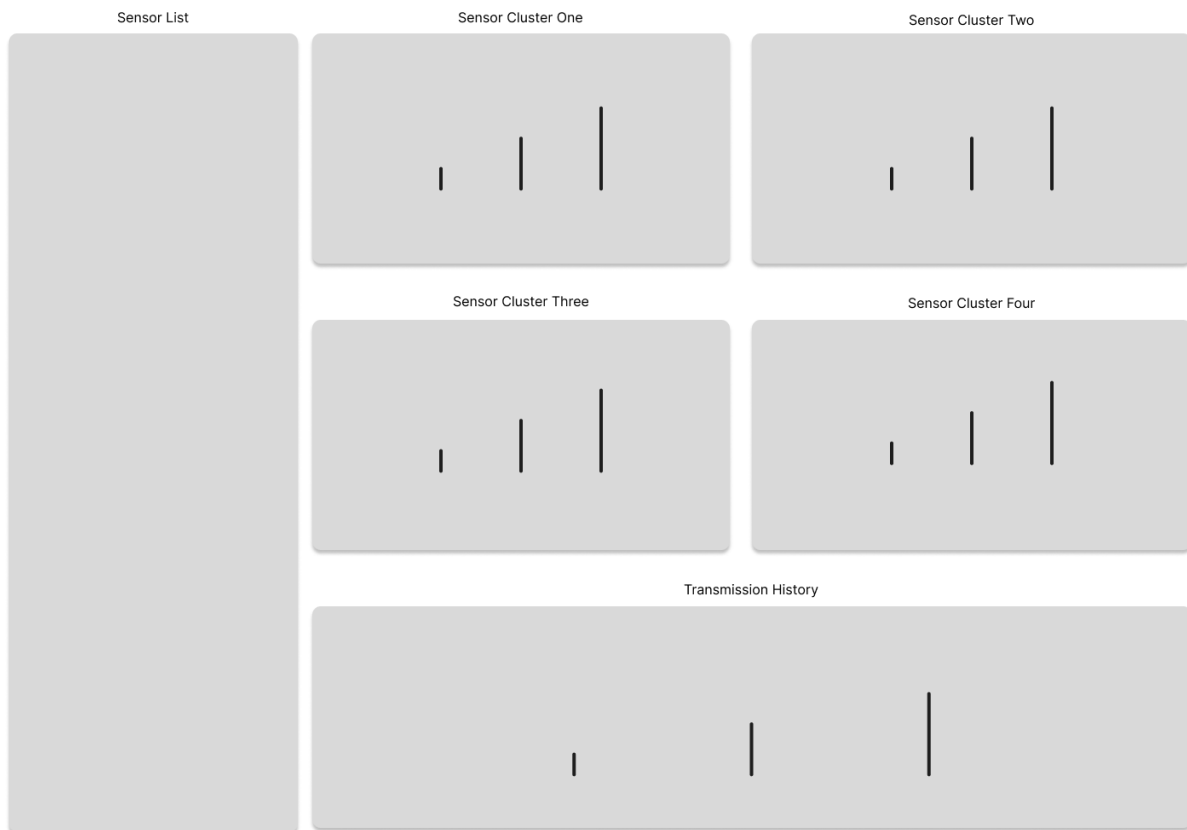 Sensor List
Sensor Cluster One
Sensor Cluster Two
Sensor Cluster Three
Sensor Cluster Four
Transmission History